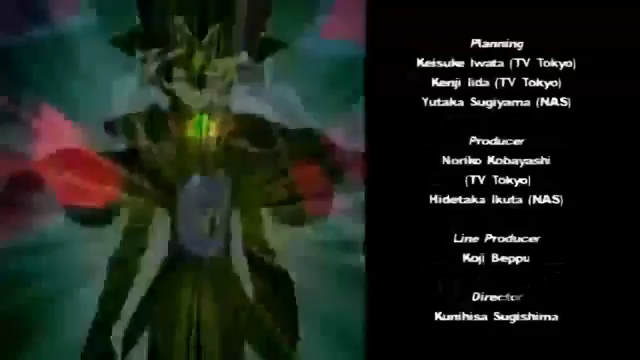 Planning
Keisuke Iwata (TV Tokyo)
Kenji Iida (TV Tokyo)
Yutaka Sugiyama (NAS)
Producer
Noriko Kobayashi
(TV Tokyo)
Hidetaka Ikuta (NAS)
Line Producer
Koji Beppu
Director
Kunihisa Sugishima